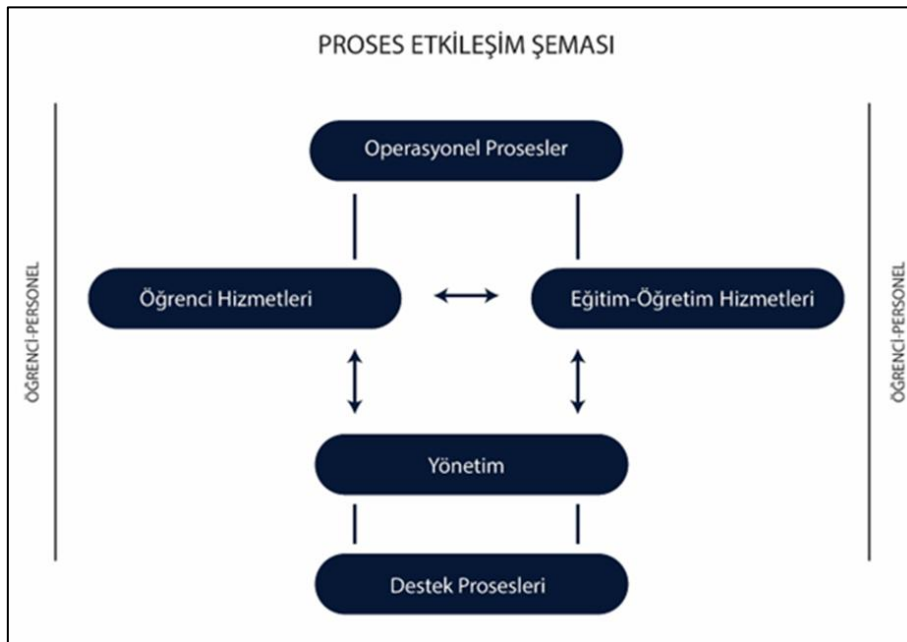 PROSES ETKİLEŞİM ŞEMASI
Operasyonel Prosesler
ÖĞRENCİ-PERSONEL
Öğrenci Hizmetleri
Eğitim-Öğretim Hizmetleri
ÖĞRENCİ-PERSONEL
Yönetim
Destek Prosesleri